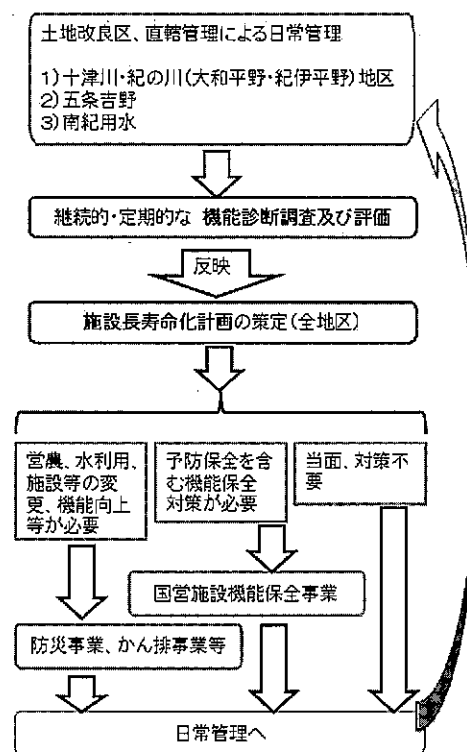 土地改良区、直轄管理による日常管理
1)十津川・紀の川(大和平野・紀伊平野)地区
2)五条吉野
3)南紀用水
継続的・定期的な 機能診断調査及び評価
反映
施設長寿命化計画の策定(全地区)
営農、水利用、
施設等の変
更、機能向上
等が必要
予防保全を含
む機能保全
対策が必要
当面、対策不
要
国営施設機能保全事業
防災事業、かん排事業等
日常管理へ